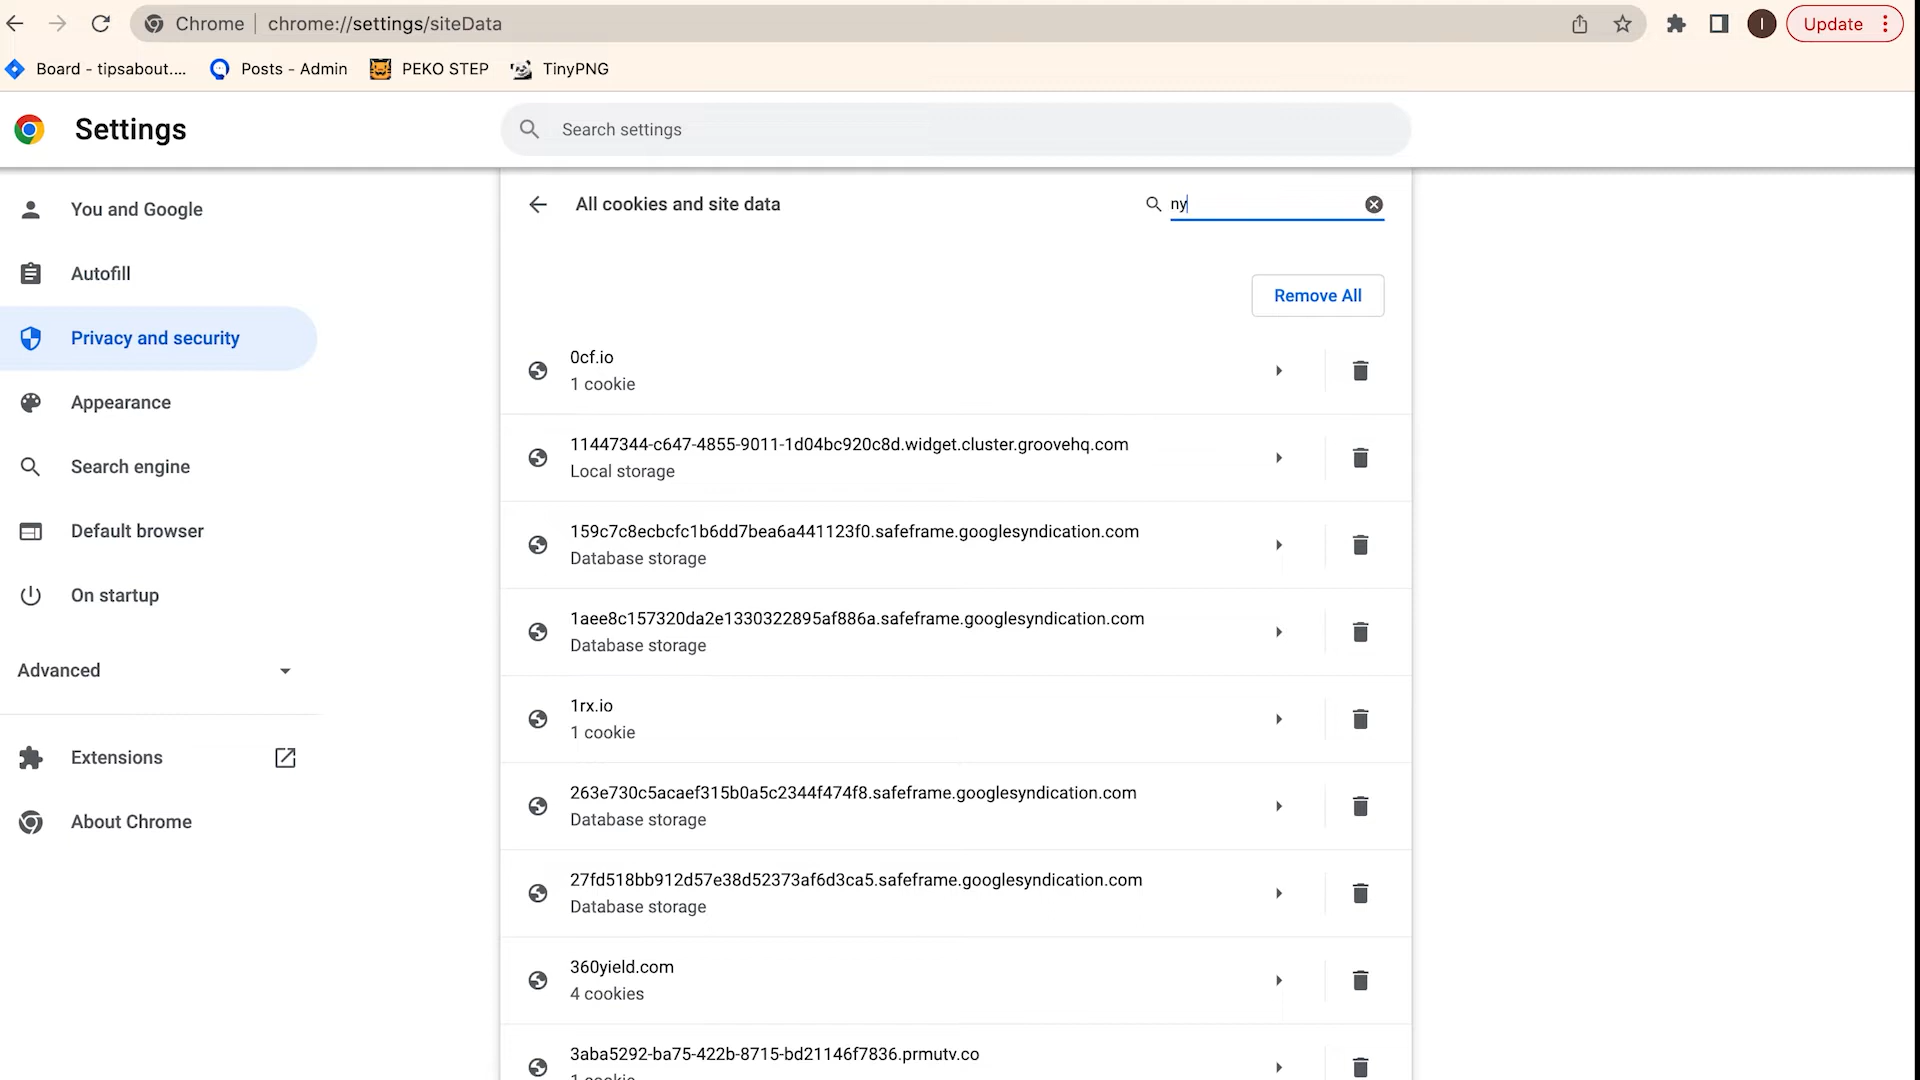 Chrome | chrome://settings/siteData
I
Update
Board - tipsabout....
Posts - Admin
PEKO STEP
TinyPNG
Settings
Search settings
You and Google
Autofill
Privacy and security
Appearance
Search engine
Default browser
On startup
Advanced
Extensions
About Chrome
All cookies and site data
ny
Remove All
0cf.io
1 cookie
11447344-c647-4855-9011-1d04bc920c8d.widget.cluster.groovehq.com
Local storage
159c7c8ecbcfc1b6dd7bea6a441123f0.safeframe.googlesyndication.com
Database storage
1aee8c157320da2e1330322895af886a.safeframe.googlesyndication.com
Database storage
1rx.io
1 cookie
263e730c5acaef315b0a5c2344f474f8.safeframe.googlesyndication.com
Database storage
27fd518bb912d57e38d52373af6d3ca5.safeframe.googlesyndication.com
Database storage
360yield.com
4 cookies
3aba5292-ba75-422b-8715-bd21146f7836.prmutv.co
1 cookie